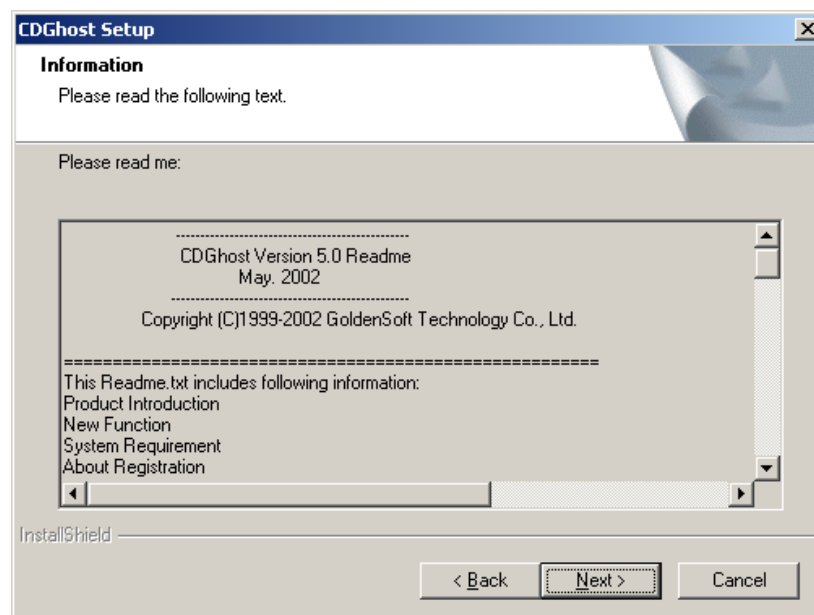 CDGhost Setup
Information
Please read the following text.
Please read me:
----------------------------------------------
CDGhost Version 5.0 Readme
May. 2002
-----------------------------------------------
Copyright (C)1999-2002 GoldenSoft Technology Co., Ltd.
=======================================================
This Readme.txt includes following information:
Product Introduction
New Function
System Requirement
About Registration
InstallShield
< Back Next > Cancel